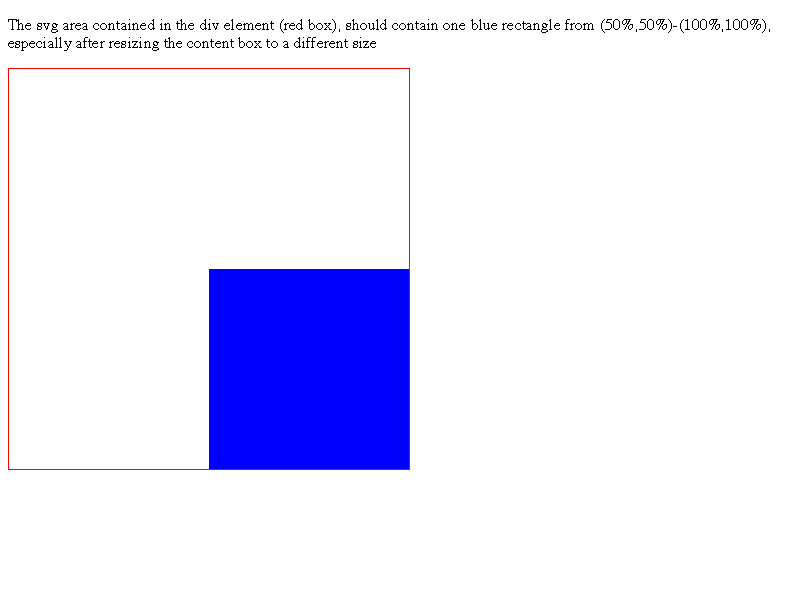 The svg area contained in the div element (red box), should contain one blue rectangle from (50%,50%)-(100%,100%),
especially after resizing the content box to a different size